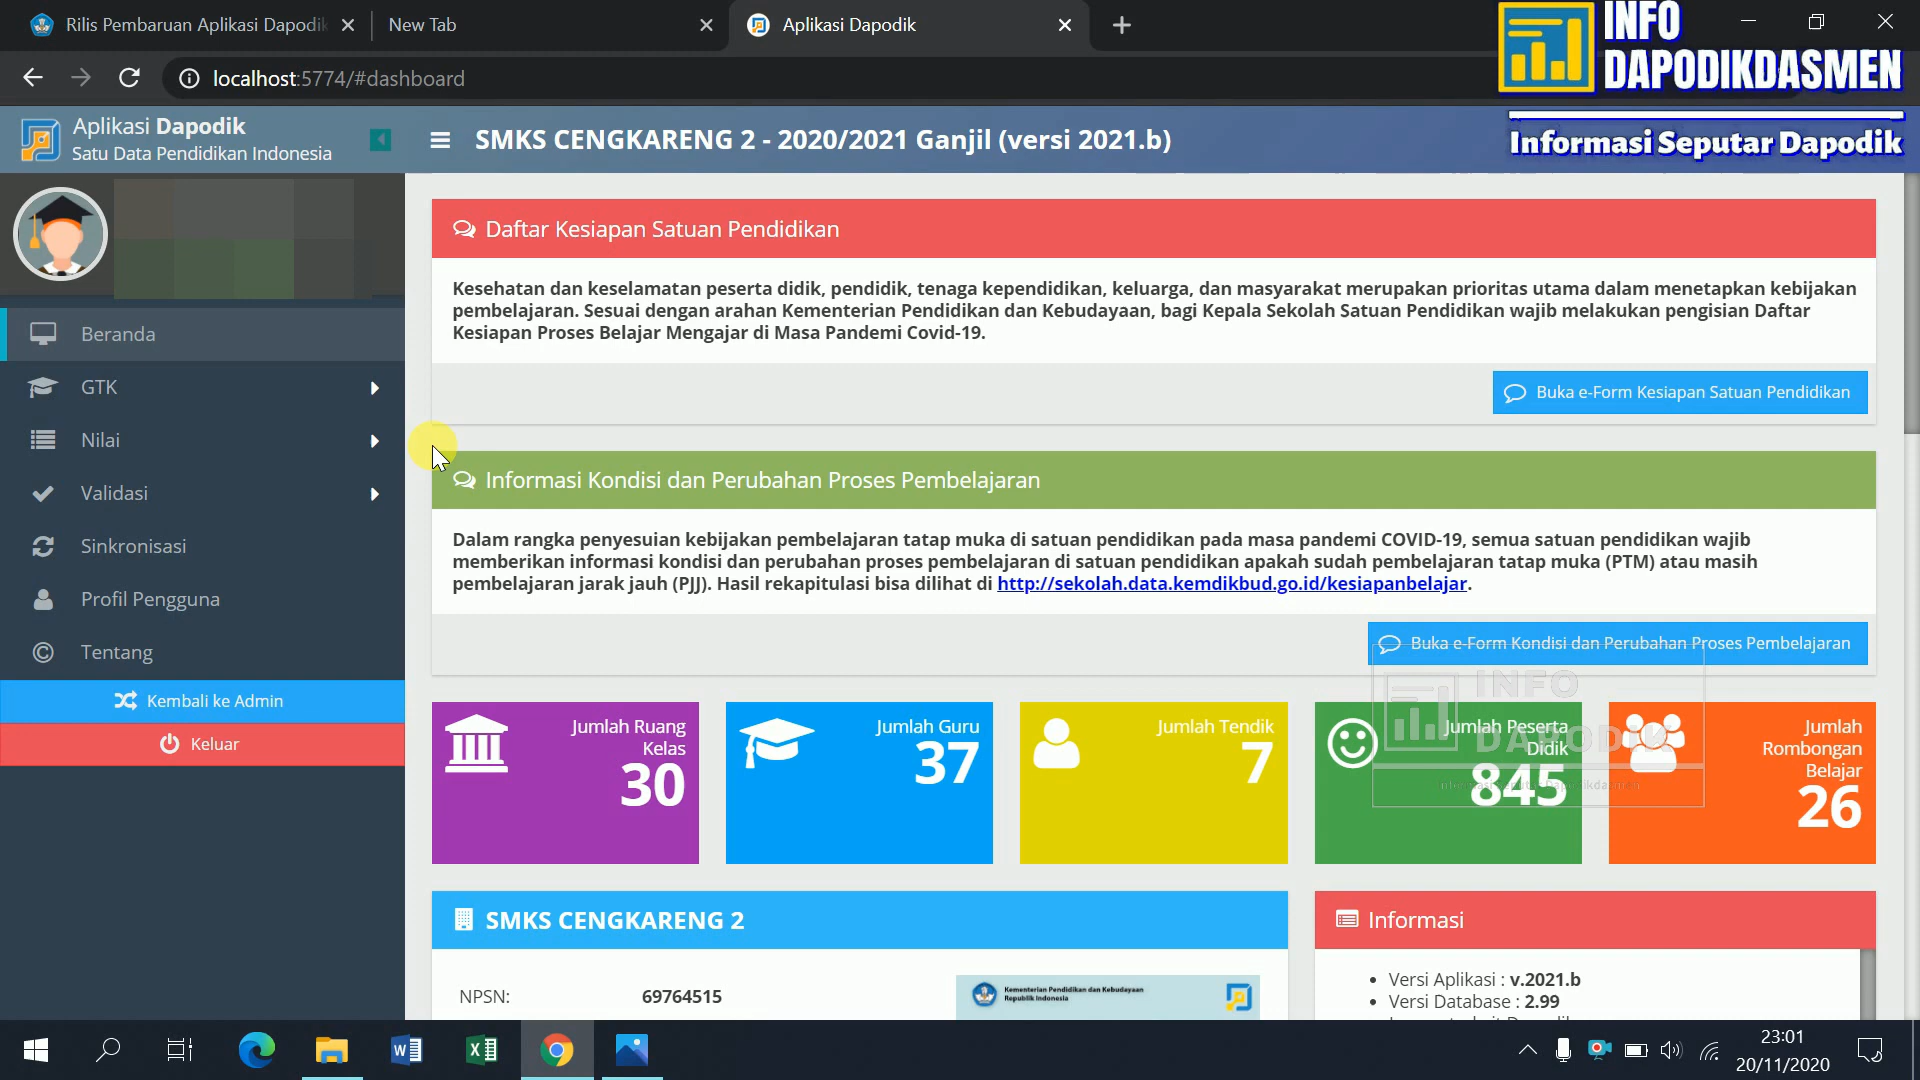 Rilis Pembaruan Aplikasi Dapodik
New Tab
Aplikasi Dapodik
INFO
DAPODIKDASMEN
Informasi Seputar Dapodik
localhost:5774/#dashboard
Aplikasi Dapodik
Satu Data Pendidikan Indonesia
SMKS CENGKARENG 2 - 2020/2021 Ganjil (versi 2021.b)
Beranda
GTK
Nilai
Validasi
Sinkronisasi
Profil Pengguna
Tentang
Kembali ke Admin
Keluar
Daftar Kesiapan Satuan Pendidikan
Kesehatan dan keselamatan peserta didik, pendidik, tenaga kependidikan, keluarga, dan masyarakat merupakan prioritas utama dalam menetapkan kebijakan
pembelajaran. Sesuai dengan arahan Kementerian Pendidikan dan Kebudayaan, bagi Kepala Sekolah Satuan Pendidikan wajib melakukan pengisian Daftar
Kesiapan Proses Belajar Mengajar di Masa Pandemi Covid-19.
Buka e-Form Kesiapan Satuan Pendidikan
Informasi Kondisi dan Perubahan Proses Pembelajaran
Dalam rangka penyesuian kebijakan pembelajaran tatap muka di satuan pendidikan pada masa pandemi COVID-19, semua satuan pendidikan wajib
memberikan informasi kondisi dan perubahan proses pembelajaran di satuan pendidikan apakah sudah pembelajaran tatap muka (PTM) atau masih
pembelajaran jarak jauh (PJJ). Hasil rekapitulasi bisa dilihat di http://sekolah.data.kemdikbud.go.id/kesiapanbelajar.
Buka e-Form Kondisi dan Perubahan Proses Pembelajaran
INFO
DAPODIK
Jumlah Ruang
Kelas
30
Jumlah Guru
37
Jumlah Tendik
7
Jumlah Peserta
Didik
845
Jumlah
Rombongan
Belajar
26
SMKS CENGKARENG 2
NPSN:
69764515
Kementerian Pendidikan dan Kebudayaan
Republik Indonesia
Informasi
Versi Aplikasi : v.2021.b
Versi Database : 2.99
23:01
20/11/2020